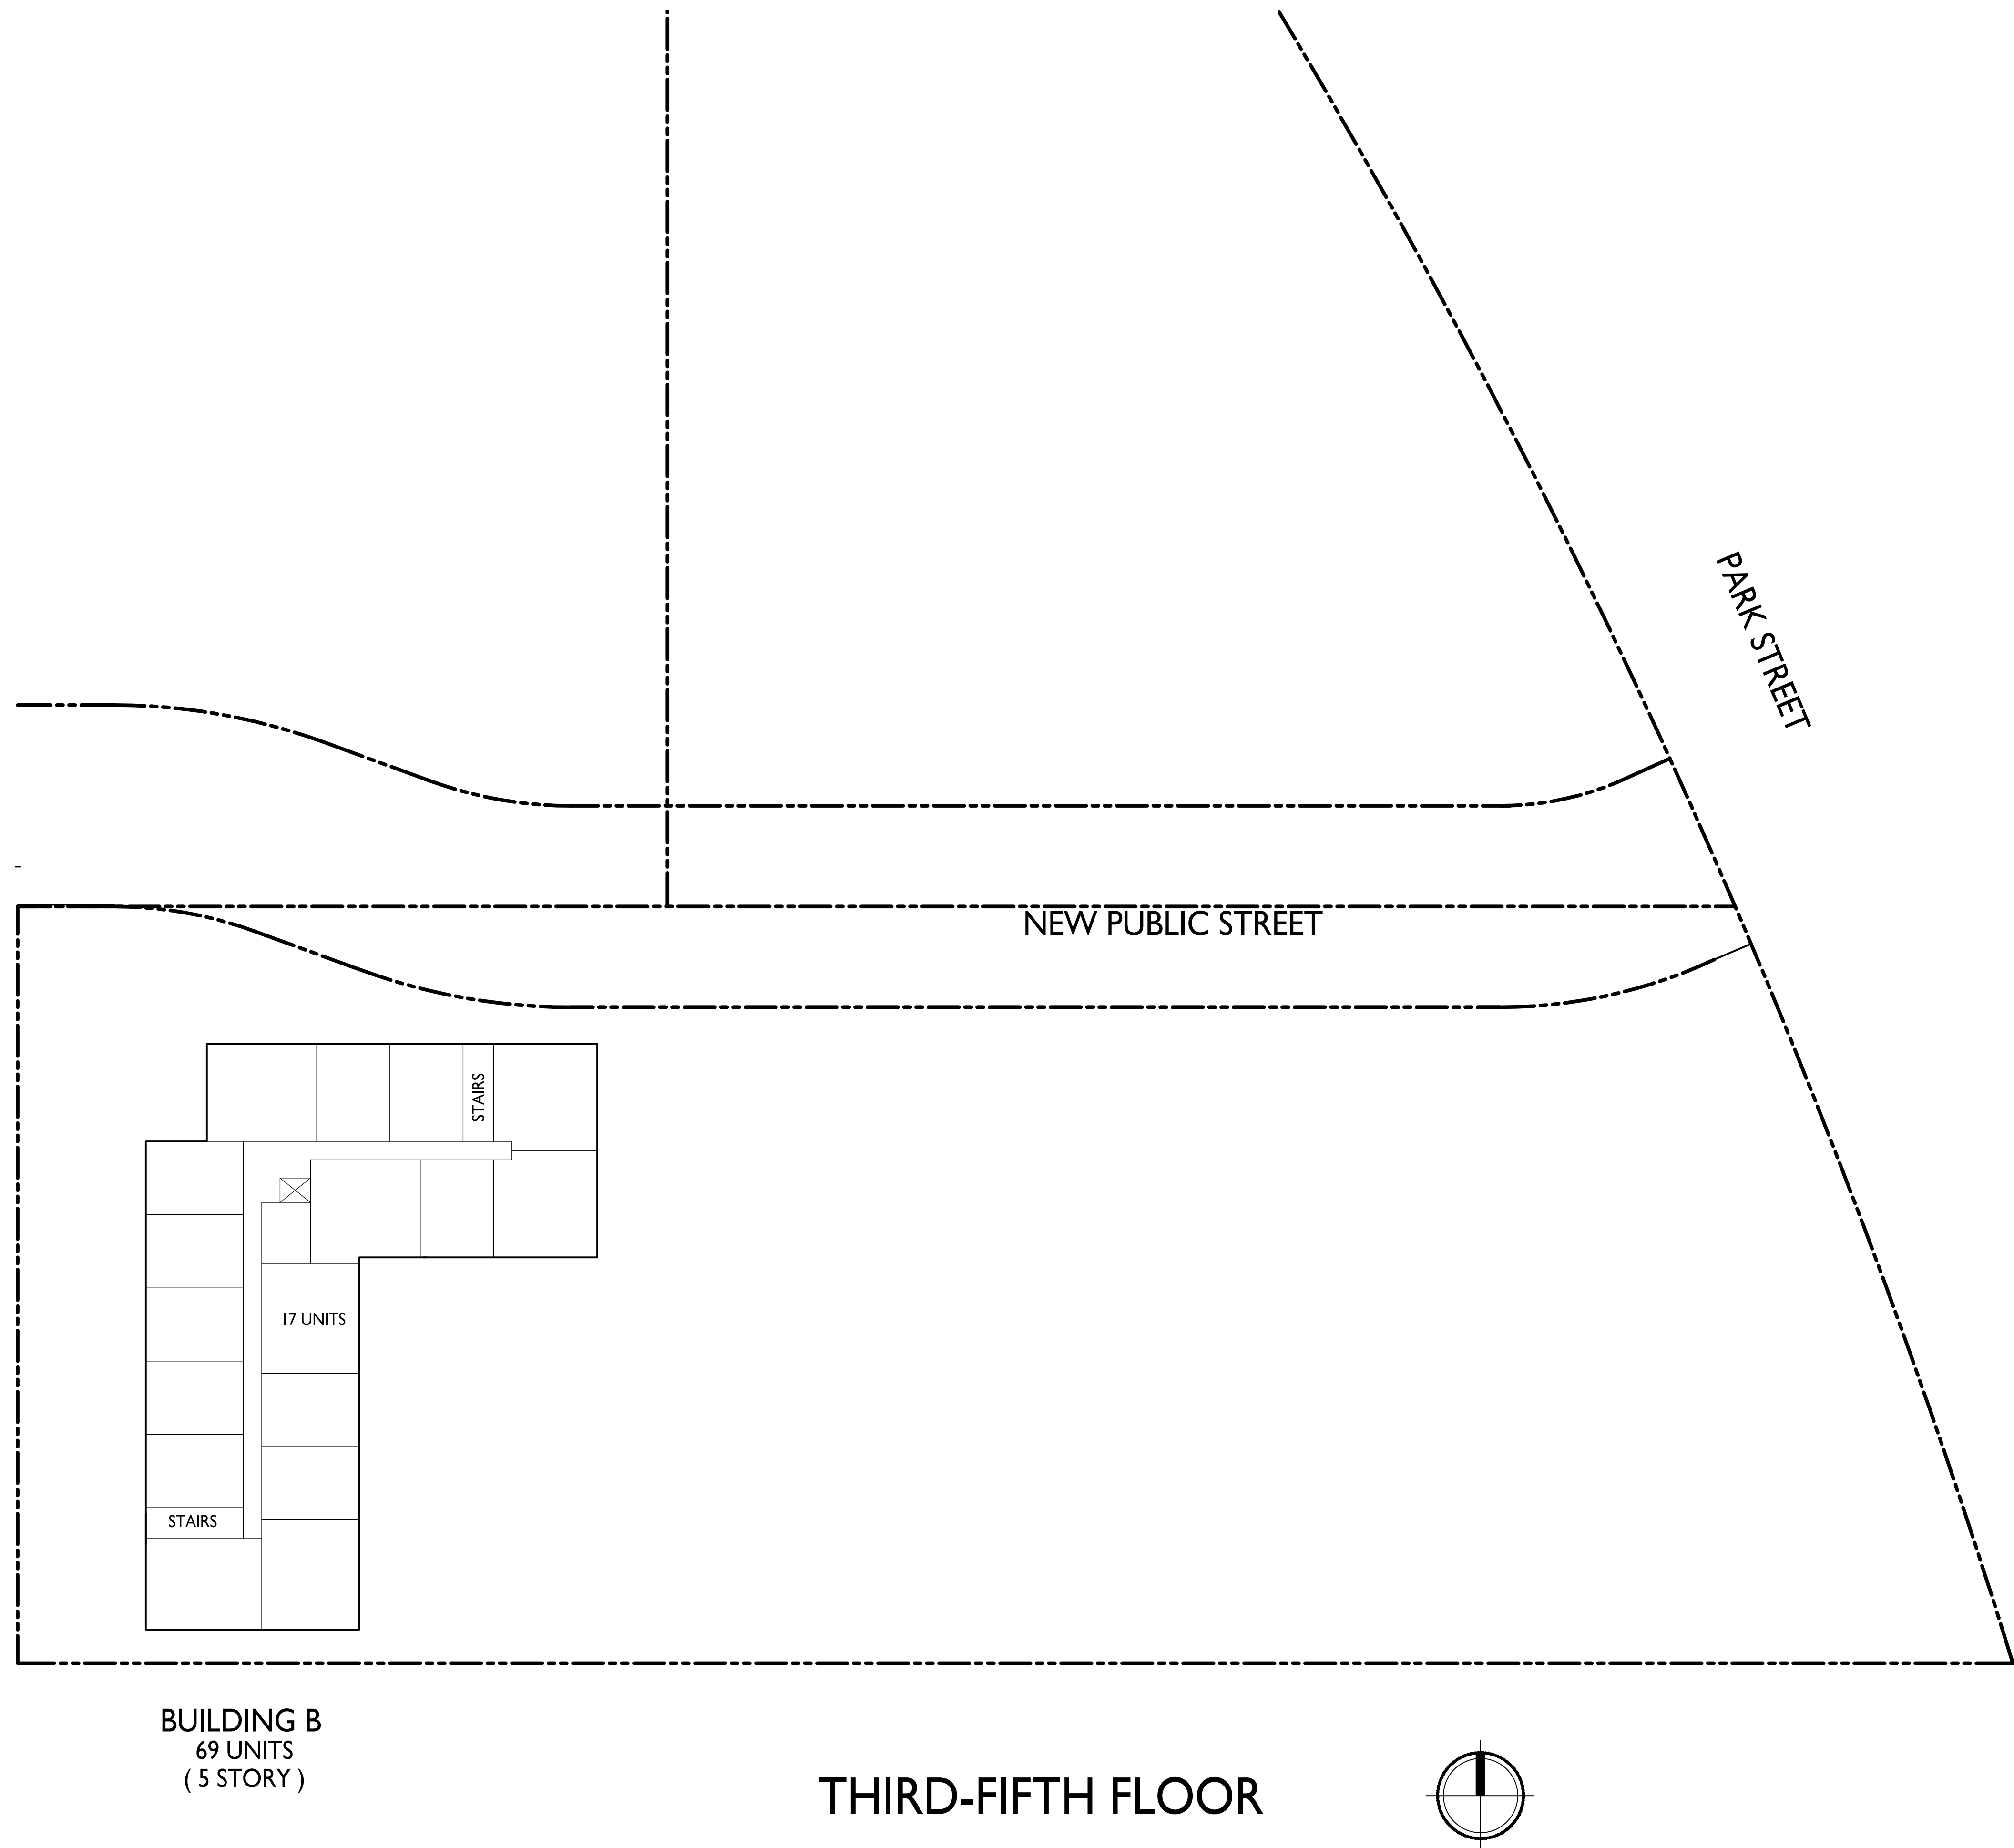 PARK STREET
NEW PUBLIC STREET
STAIRS
17 UNITS
STAIRS
BUILDING B
69 UNITS
( 5 STORY )
THIRD-FIFTH FLOOR